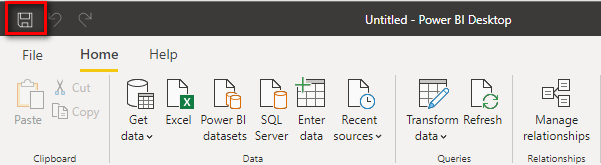 Untitled - Power BI Desktop
File Home Help
Paste Cut Copy
Get data Excel Power BI datasets SQL Server Enter data Recent sources Transform data Refresh Manage relationships
Clipboard Data Queries Relationships